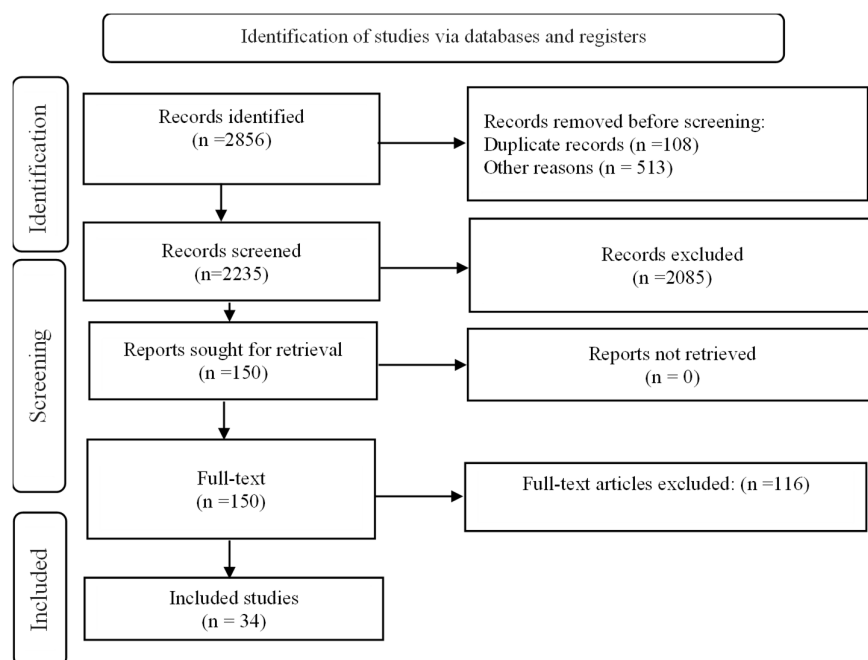 Identification of studies via databases and registers
Identification
Records identified
(n =2856)
Records removed before screening:
Duplicate records (n =108)
Other reasons (n = 513)
Records screened
(n=2235)
Records excluded
(n =2085)
Screening
Reports sought for retrieval
(n =150)
Reports not retrieved
(n = 0)
Full-text
(n =150)
Full-text articles excluded: (n =116)
Included
Included studies
(n = 34)